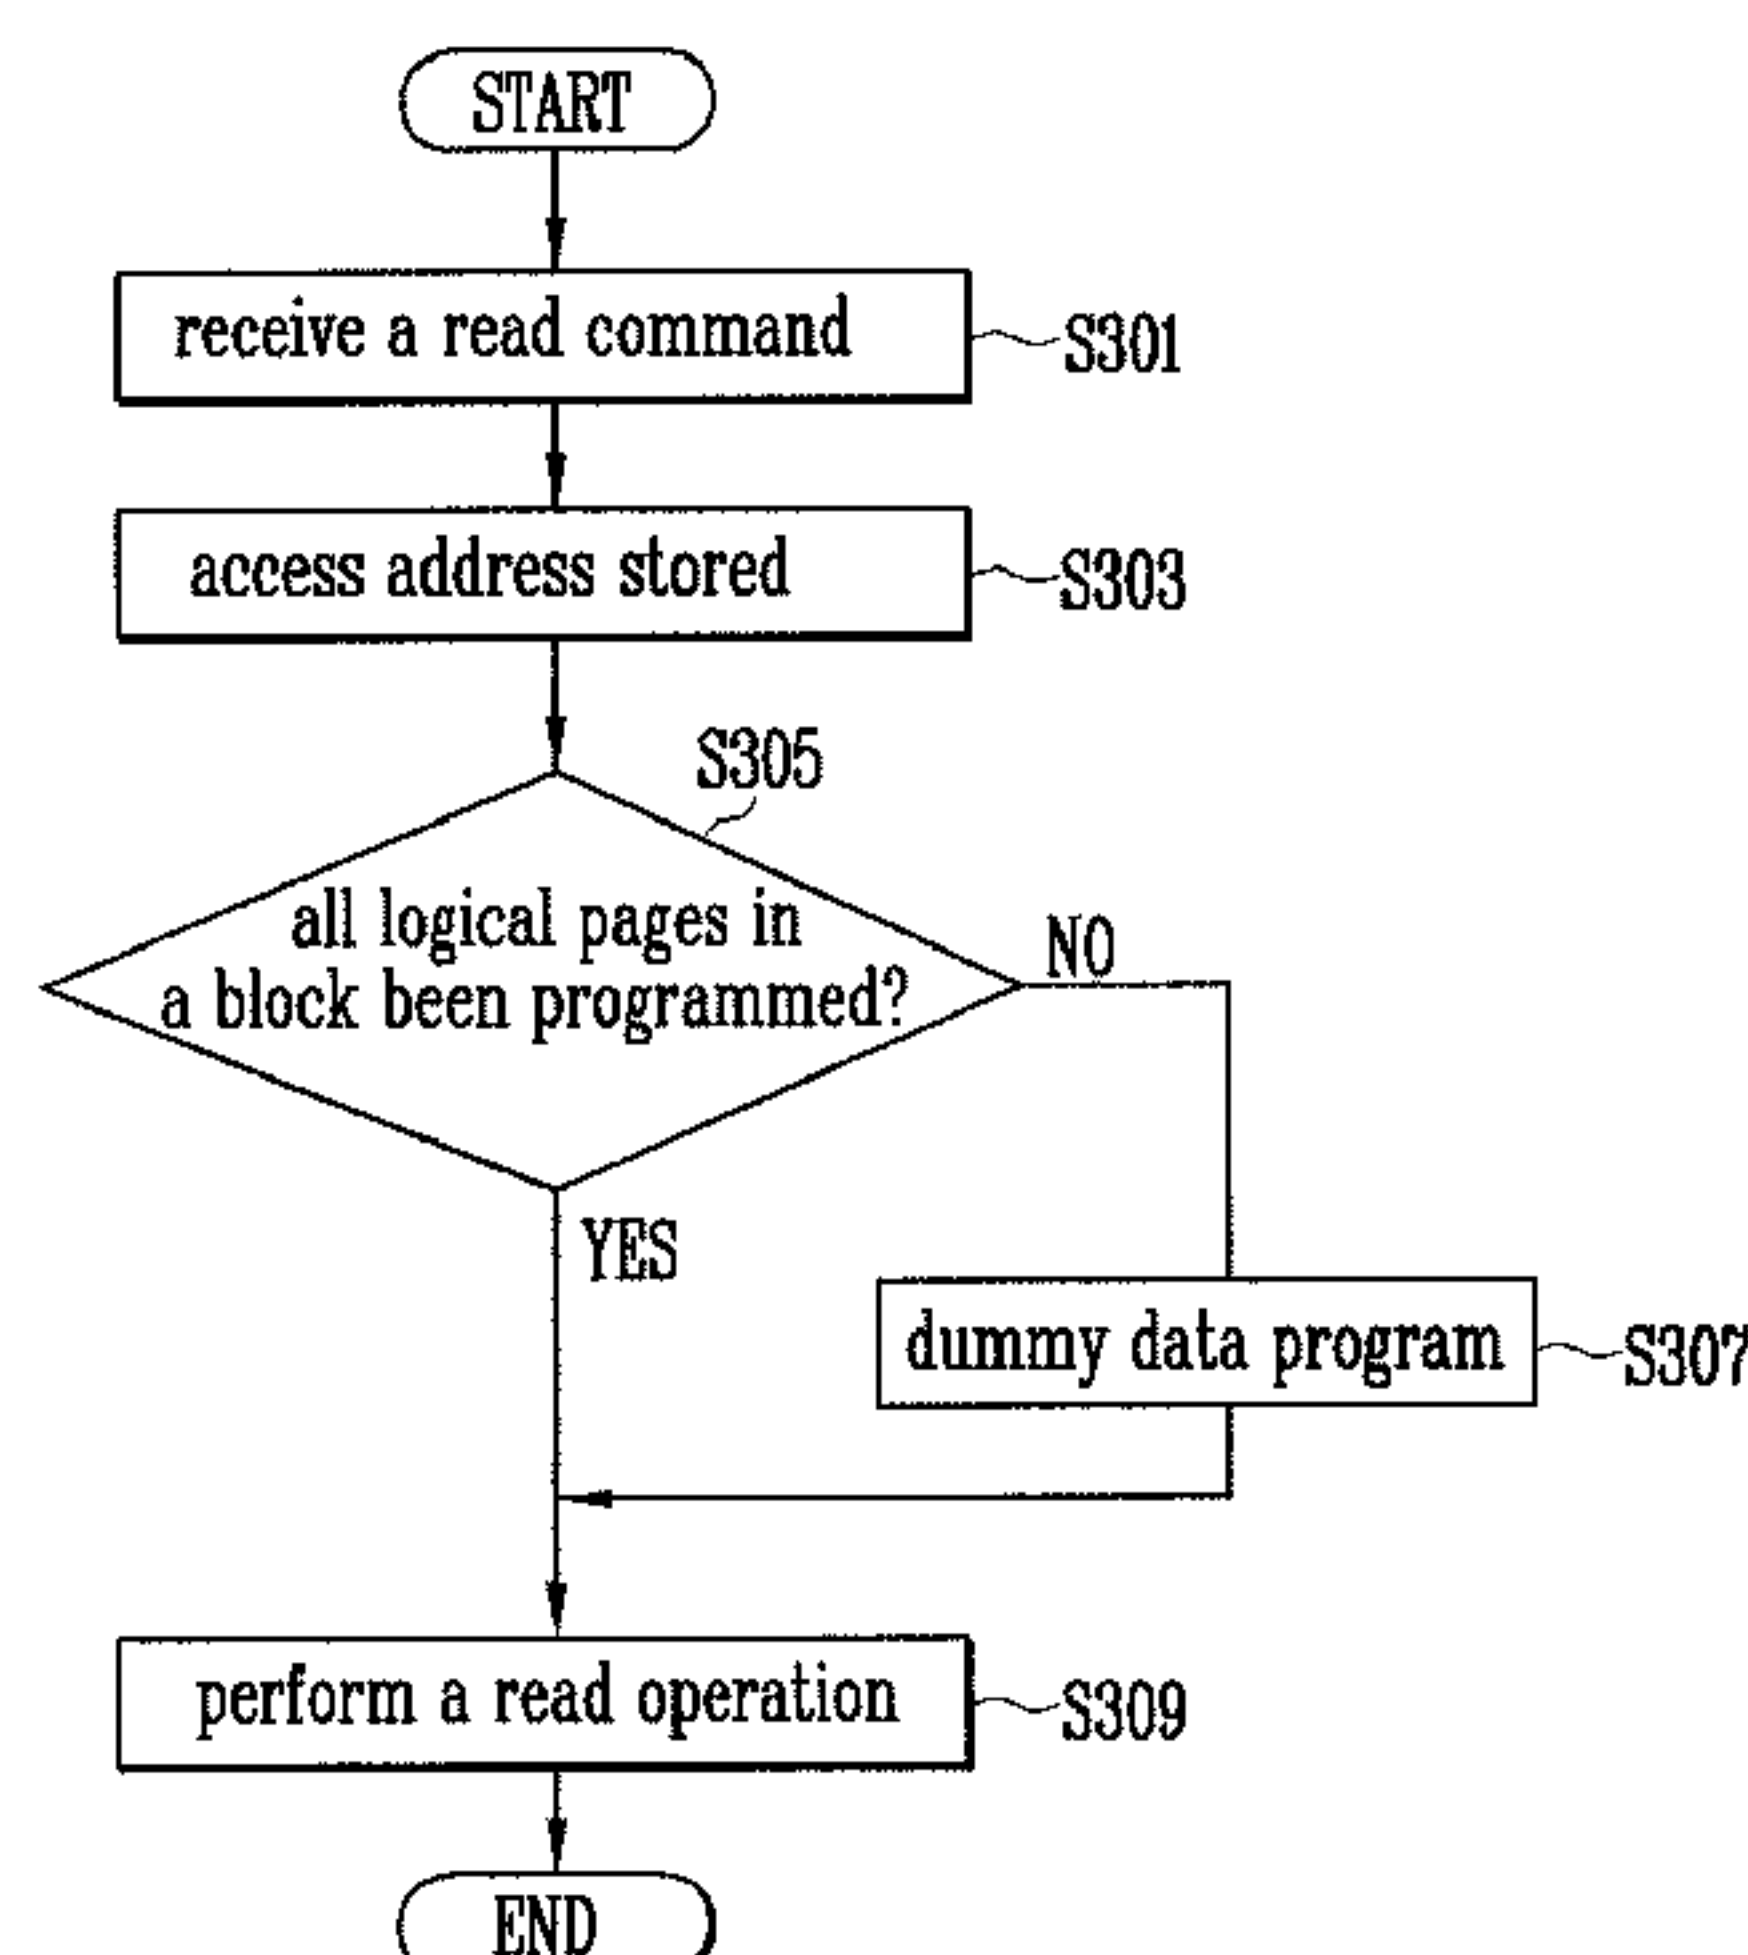 START
receive a read command
S301
access address stored
S303
S305
all logical pages in
a block been programmed?
NO
YES
dummy data program
S307
perform a read operation
S309
END